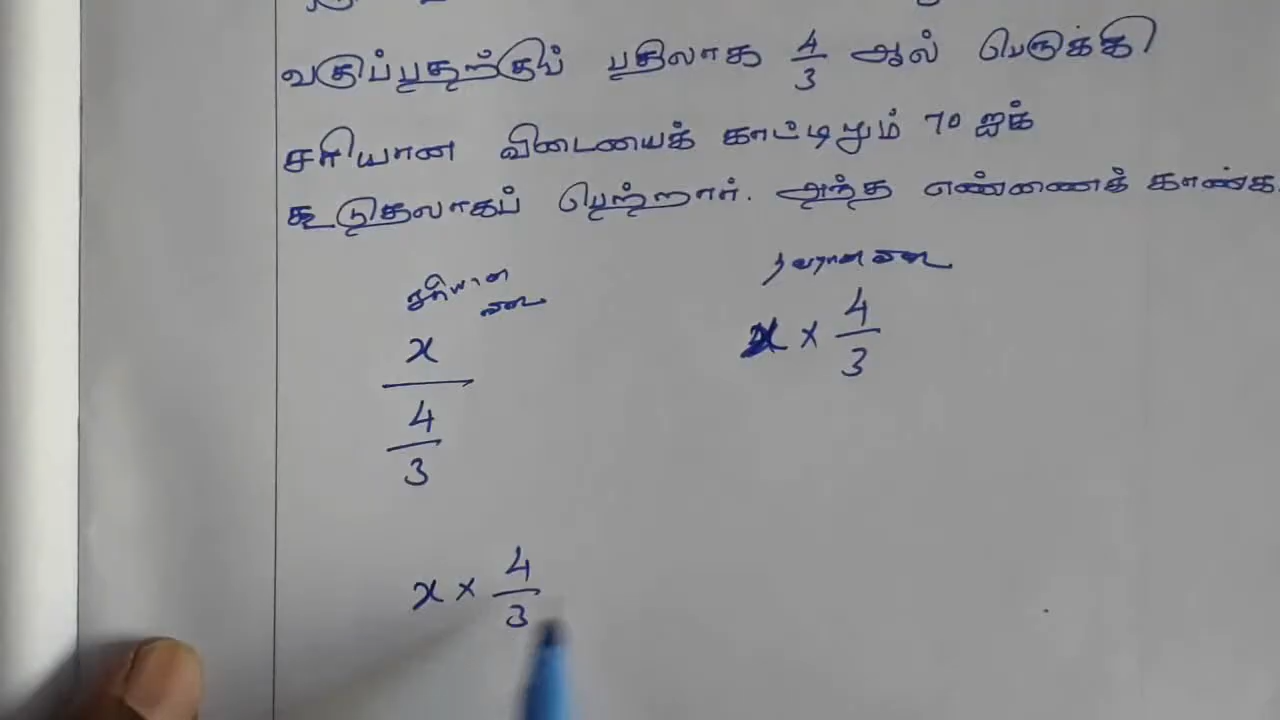 வகுப்பதற்குப் பதிலாக 4/3 ஆல் பெருக்கி
சரியான விடையைக் காட்டிலும் 70 ஐக்
கூடுதலாகப் பெற்றாள். அந்த எண்ணைக் காண்க.
சரியான விடை
தவறான விடை
x
4
3
x × 4/3
x × 4/3